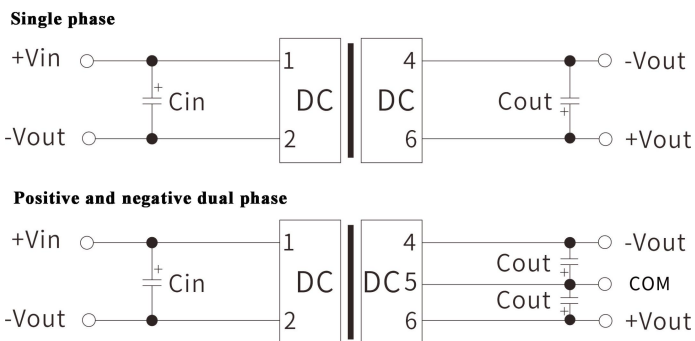 Single phase
+Vin 1 4 -Vout
+ Cin DC DC Cout +
-Vout 2 6 +Vout
Positive and negative dual phase
+Vin 1 4 -Vout
Cout +
+ Cin DC DC 5 COM
Cout +
-Vout 2 6 +Vout